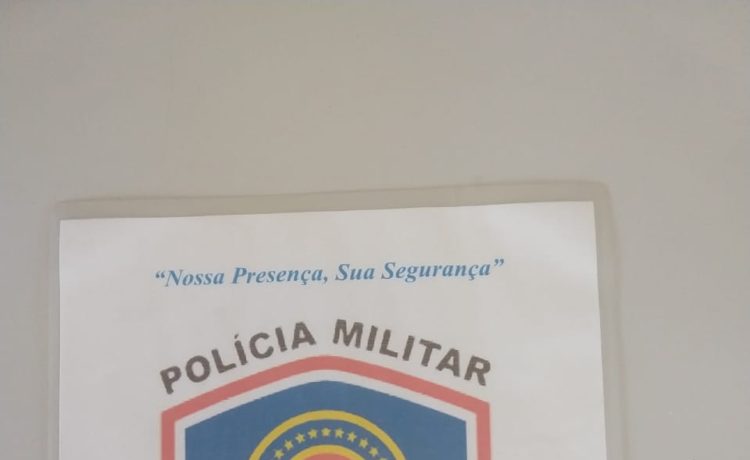 “Nossa Presença, Sua Segurança”
POLÍCIA MILITAR